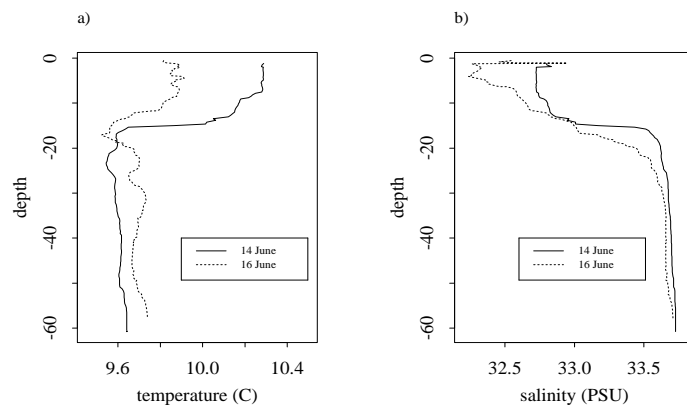 a)
0
-20
-40
-60
depth
14 June
16 June
9.6
10.0
10.4
temperature (C)
b)
0
-20
-40
-60
depth
14 June
16 June
32.5
33.0
33.5
salinity (PSU)